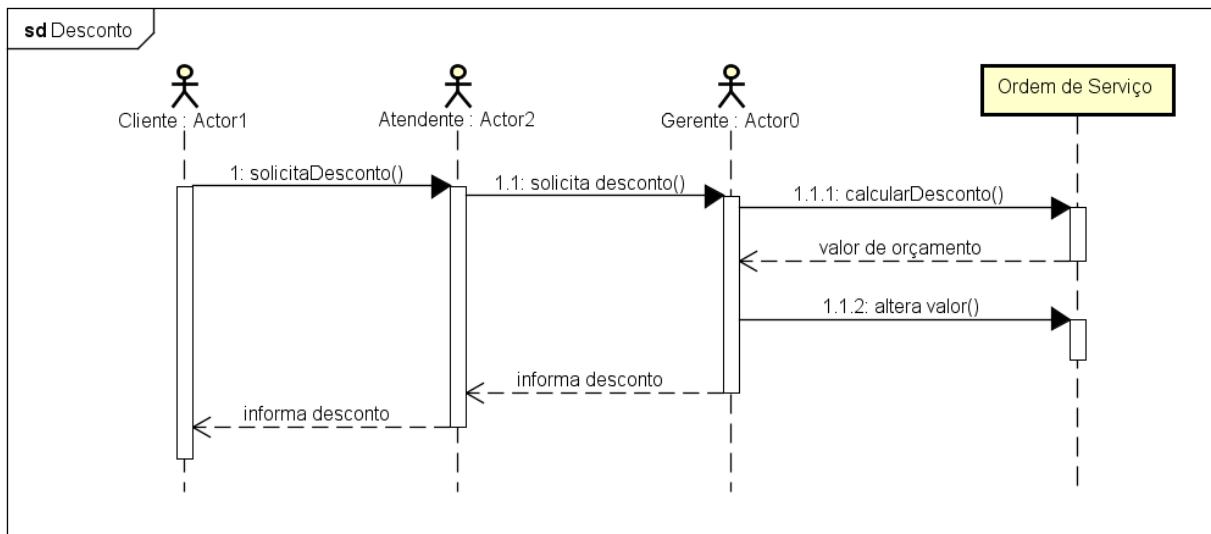 sd Desconto
Cliente : Actor1
Atendente : Actor2
Gerente : Actor0
Ordem de Serviço
1: solicitaDesconto()
1.1: solicita desconto()
1.1.1: calcularDesconto()
valor de orçamento
1.1.2: altera valor()
informa desconto
informa desconto